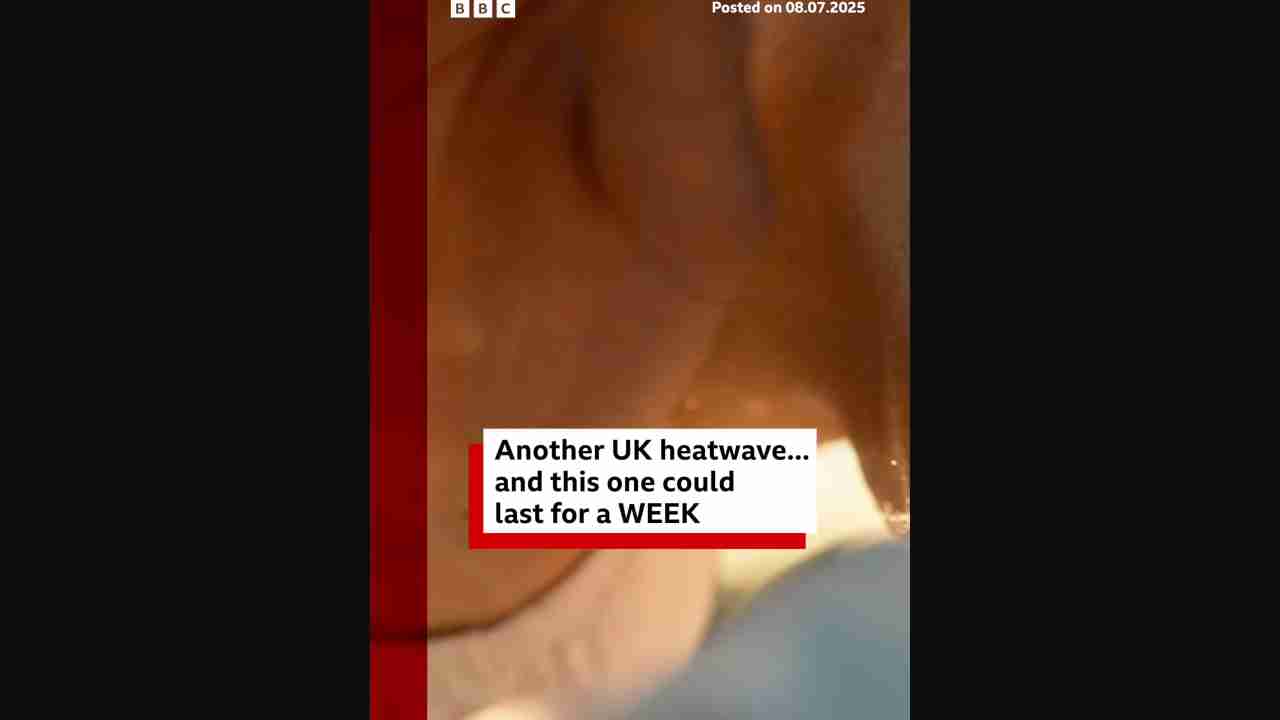 BBC
Posted on 08.07.2025
Another UK heatwave...
and this one could
last for a WEEK